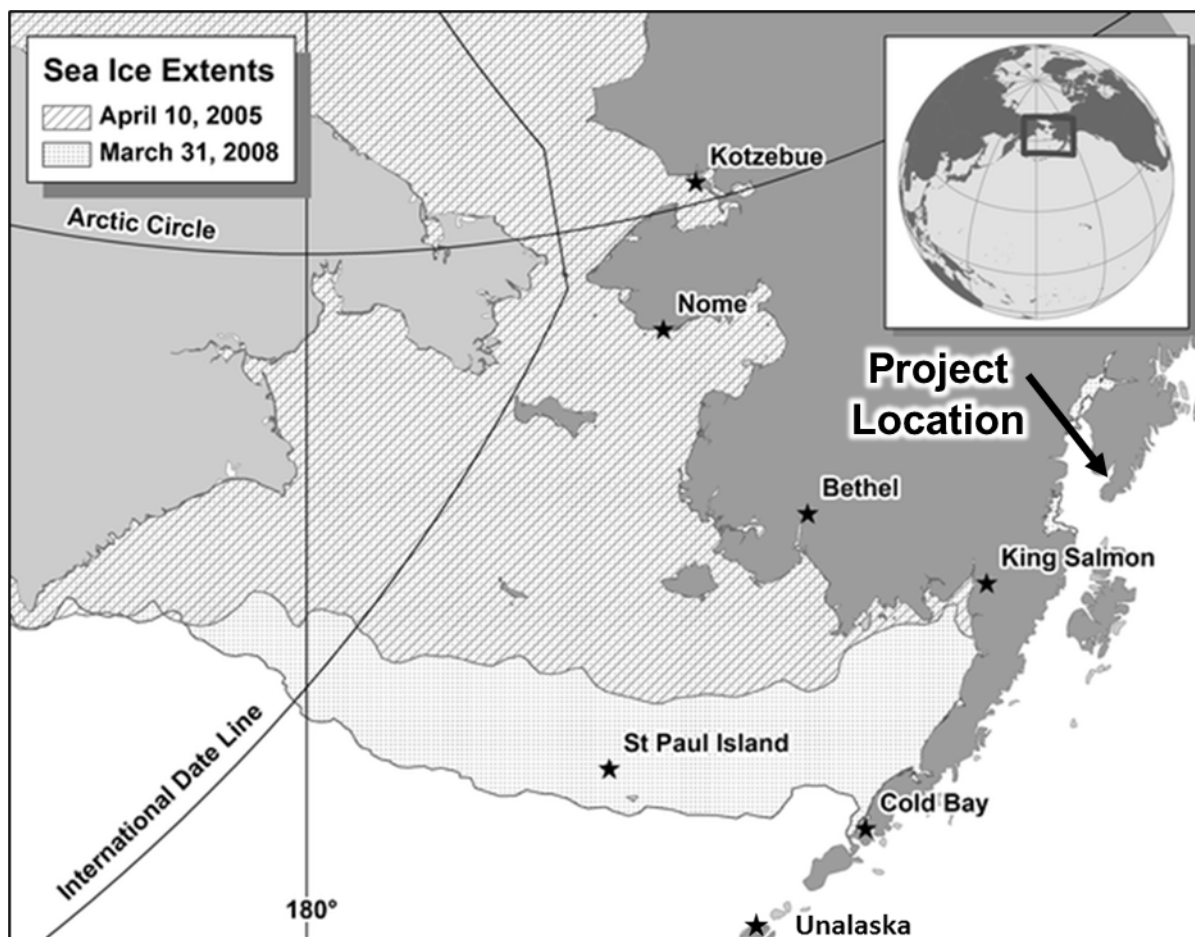 Sea Ice Extents
April 10, 2005
March 31, 2008
Kotzebue
Arctic Circle
Nome
Project
Location
Bethel
King Salmon
St Paul Island
International Date Line
Cold Bay
180°
Unalaska